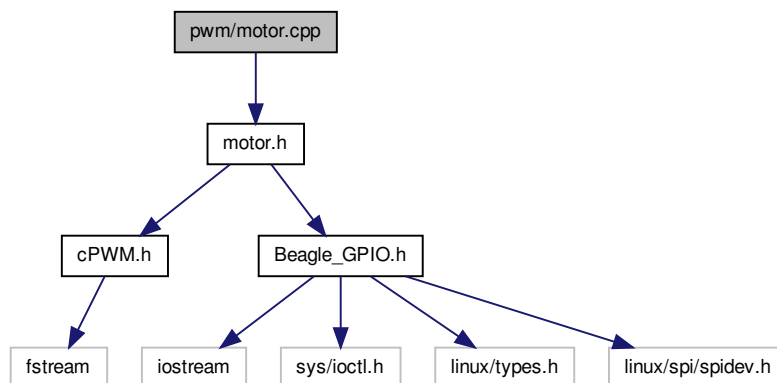 pwm/motor.cpp
motor.h
cPWM.h
Beagle_GPIO.h
fstream
iostream
sys/ioctl.h
linux/types.h
linux/spi/spidev.h